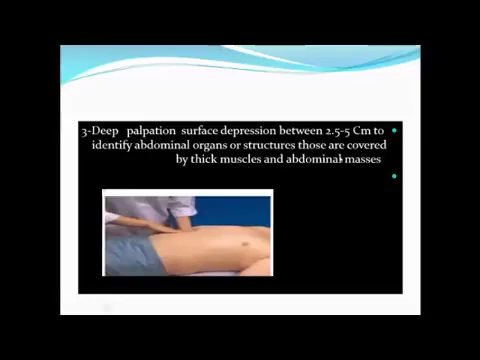 3-Deep palpation surface depression between 2.5-5 Cm to
identify abdominal organs or structures those are covered
by thick muscles and abdominal masses